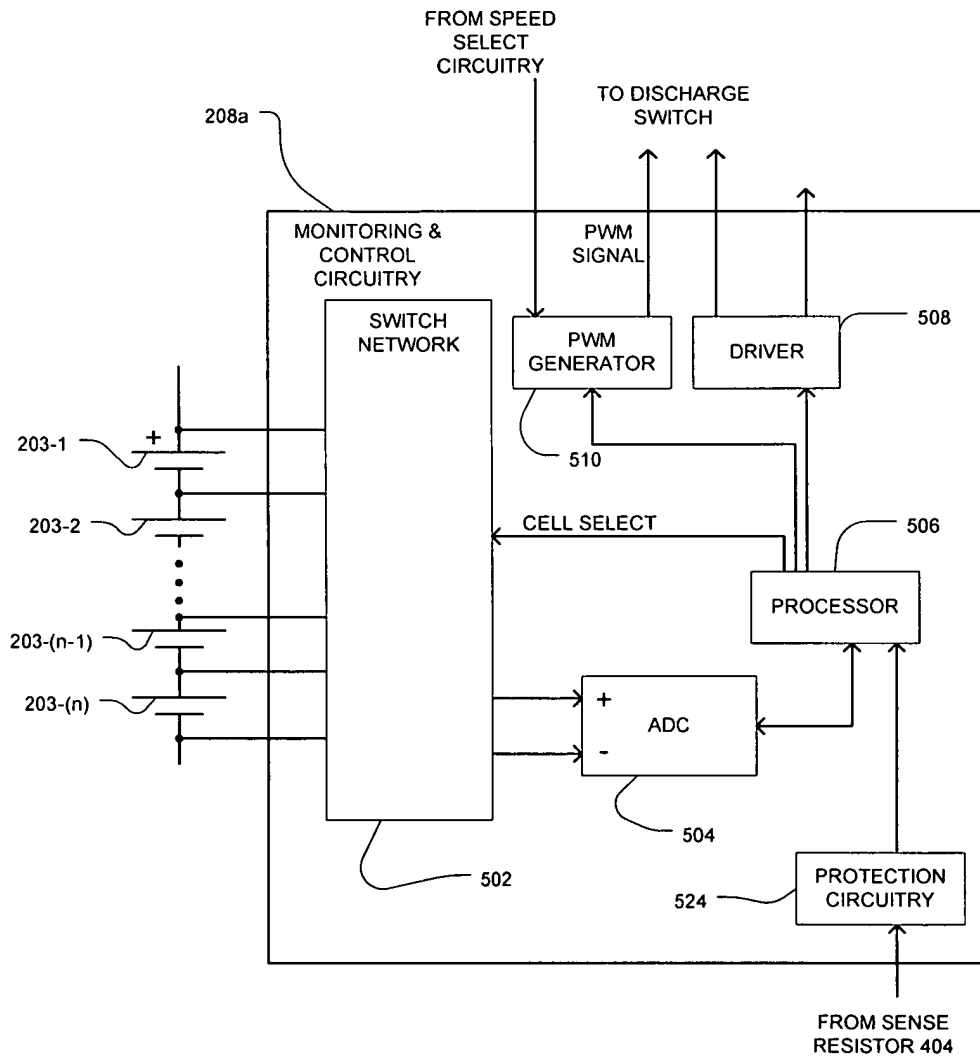 FROM SPEED
SELECT
CIRCUITRY
TO DISCHARGE
SWITCH
208a
MONITORING &
CONTROL
CIRCUITRY
PWM
SIGNAL
SWITCH
NETWORK
PWM
GENERATOR
DRIVER
508
203-1
+
510
203-2
CELL SELECT
506
PROCESSOR
203-(n-1)
203-(n)
+
ADC
-
504
502
PROTECTION
CIRCUITRY
524
FROM SENSE
RESISTOR 404